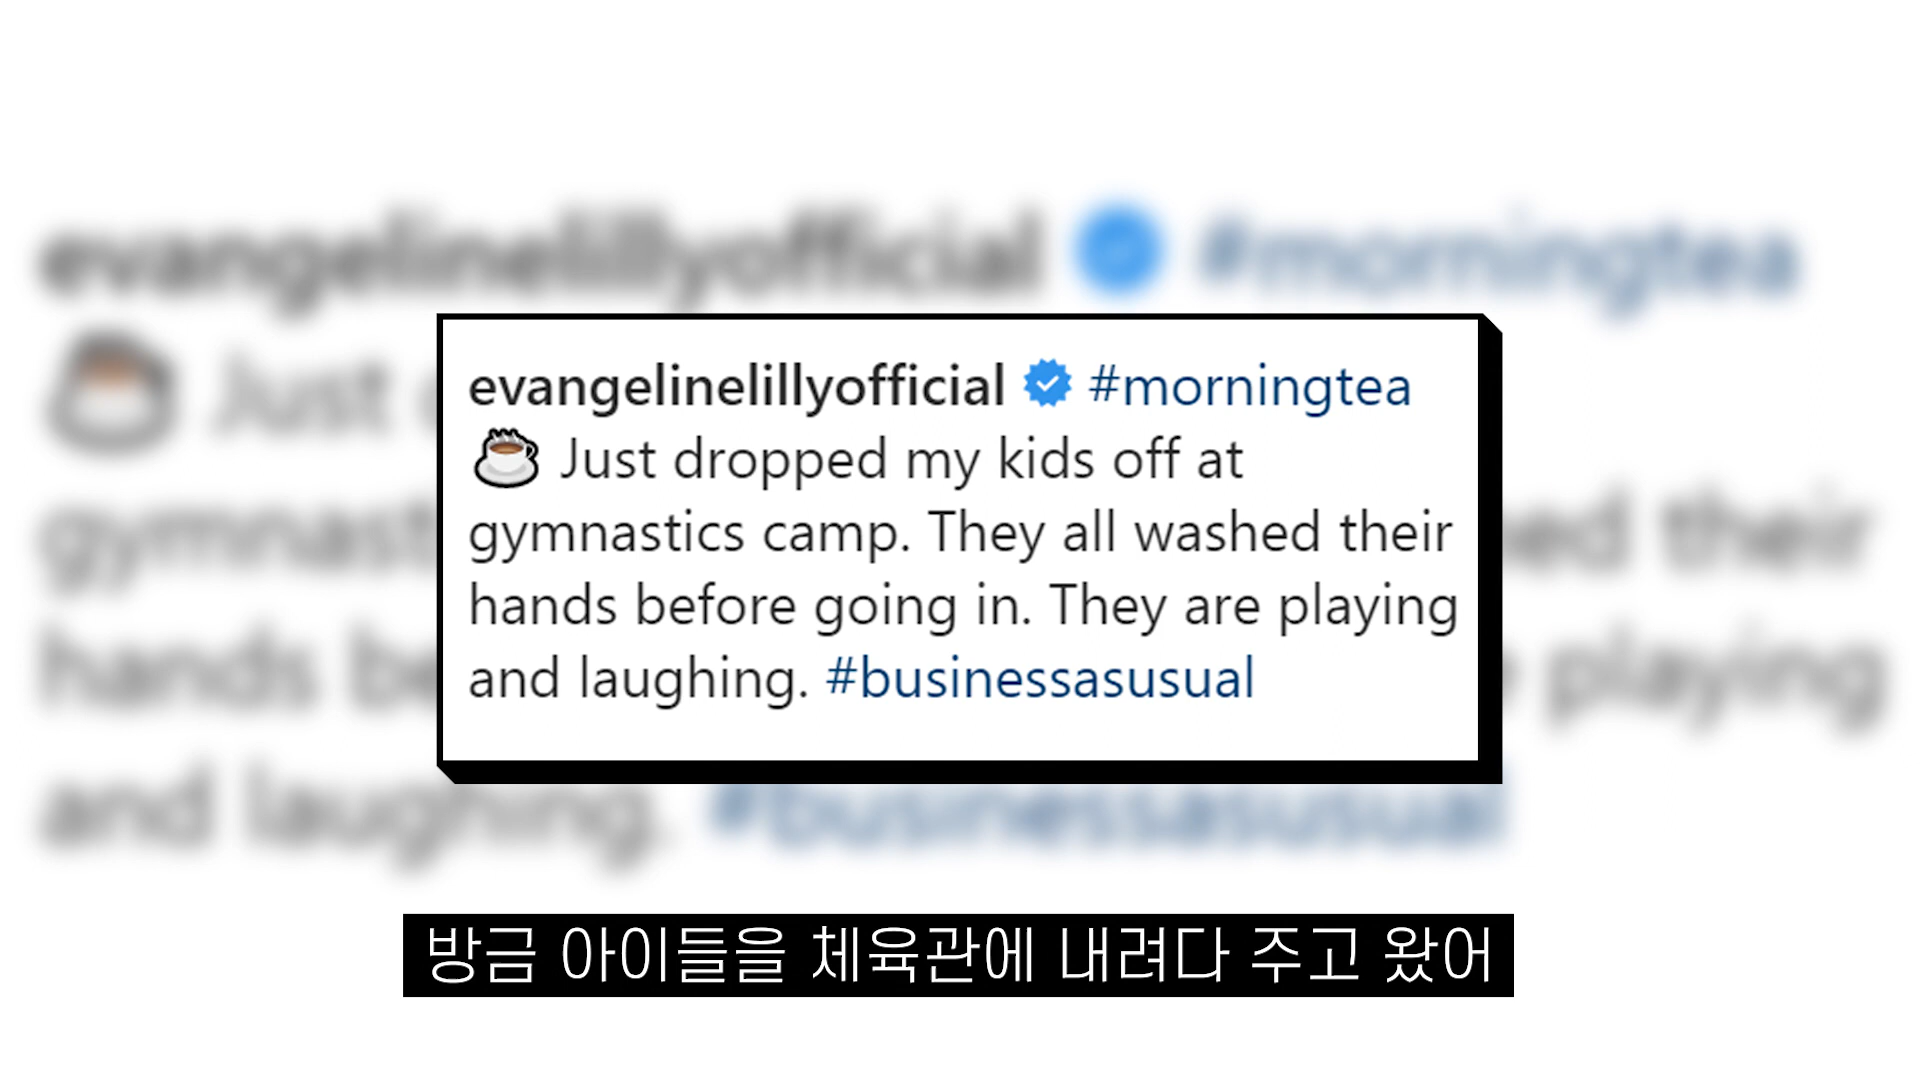 evangelinelillyofficial #morningtea
Just dropped my kids off at
gymnastics camp. They all washed their
hands before going in. They are playing
and laughing. #businessasusual
방금 아이들을 체육관에 내려다 주고 왔어